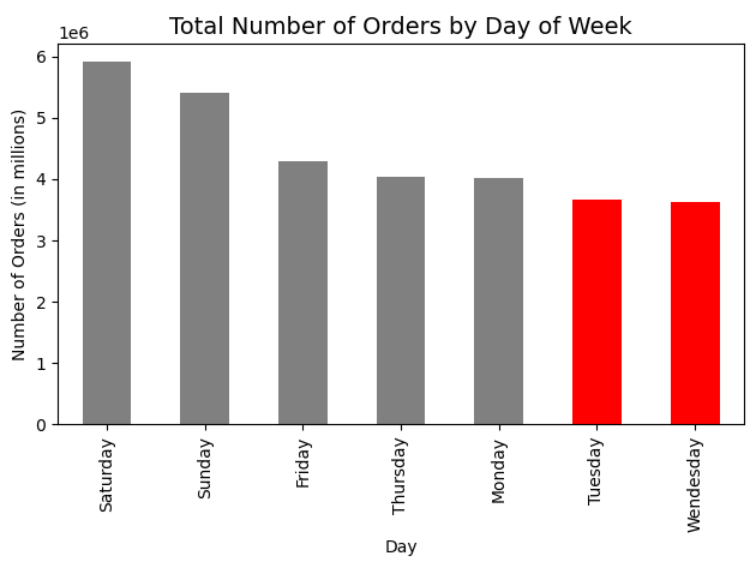 Total Number of Orders by Day of Week
1e6
Number of Orders (in millions)
6
5
4
3
2
1
0
Saturday
Sunday
Friday
Thursday
Monday
Tuesday
Wendesday
Day